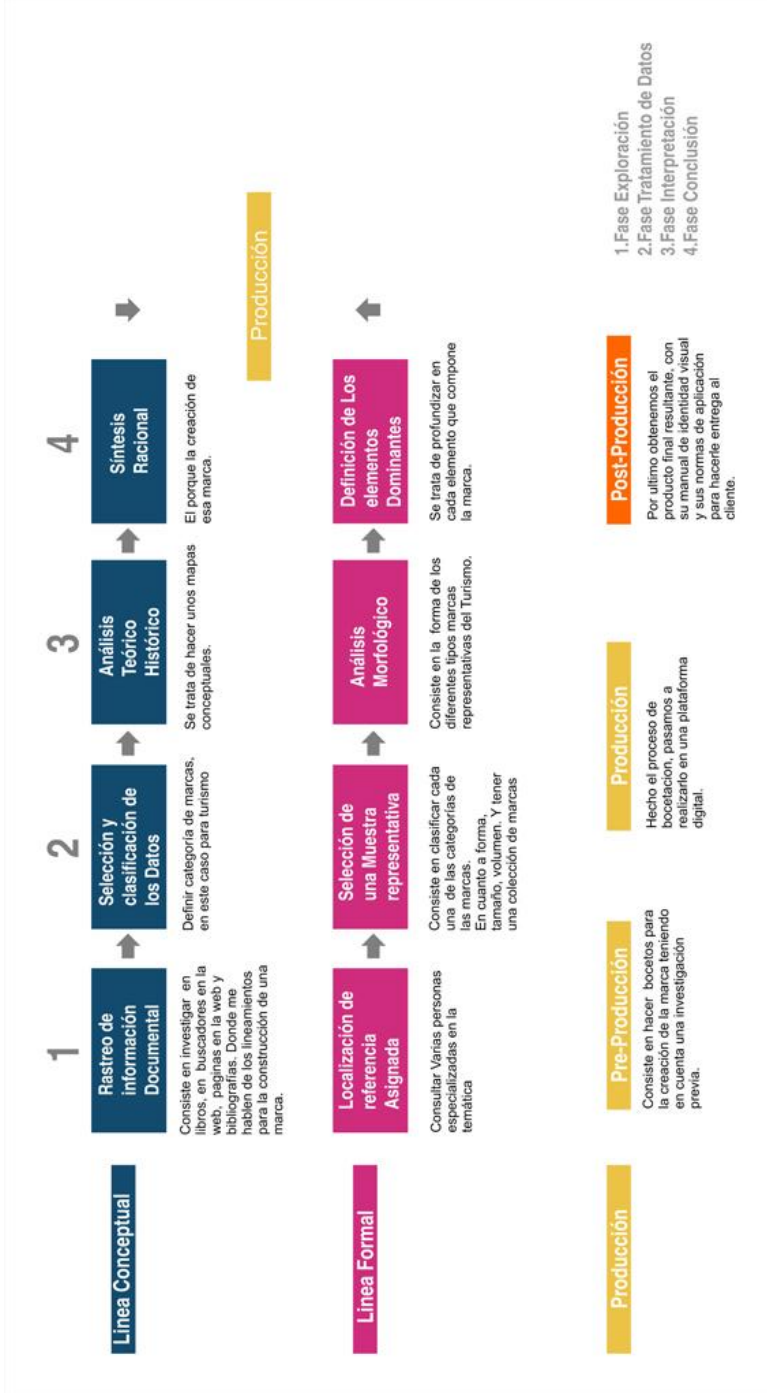 1
2
3
4
Linea Conceptual
Rastreo de
información
Documental
Consiste en investigar en
libros, en buscadores en la
web, paginas en la web y
bibliografías. Donde me
hablen de los lineamientos
para la construcción de una
marca.
Selección y
clasificación de
los Datos
Definir categoría de marcas,
en este caso para turismo
Análisis
Teórico
Histórico
Se trata de hacer unos mapas
conceptuales.
Síntesis
Racional
El porque la creación de
esa marca.
Producción
Linea Formal
Localización de
referencia
Asignada
Consultar Varias personas
especializadas en la
temática
Selección de
una Muestra
representativa
Consiste en clasificar cada
una de las categorías de
las marcas.
En cuanto a forma,
tamaño, volumen. Y tener
una colección de marcas
Análisis
Morfológico
Consiste en la forma de los
diferentes tipos marcas
representativas del Turismo.
Definición de Los
elementos
Dominantes
Se trata de profundizar en
cada elemento que compone
la marca.
Producción
Pre-Producción
Consiste en hacer bocetos para
la creación de la marca teniendo
en cuenta una investigación
previa.
Producción
Hecho el proceso de
bocetacion, pasamos a
realizarlo en una plataforma
digital.
Post-Producción
Por ultimo obtenemos el
producto final resultante, con
su manual de identidad visual
y sus normas de aplicación
para hacerle entrega al
cliente.
1.Fase Exploración
2.Fase Tratamiento de Datos
3.Fase Interpretación
4.Fase Conclusión